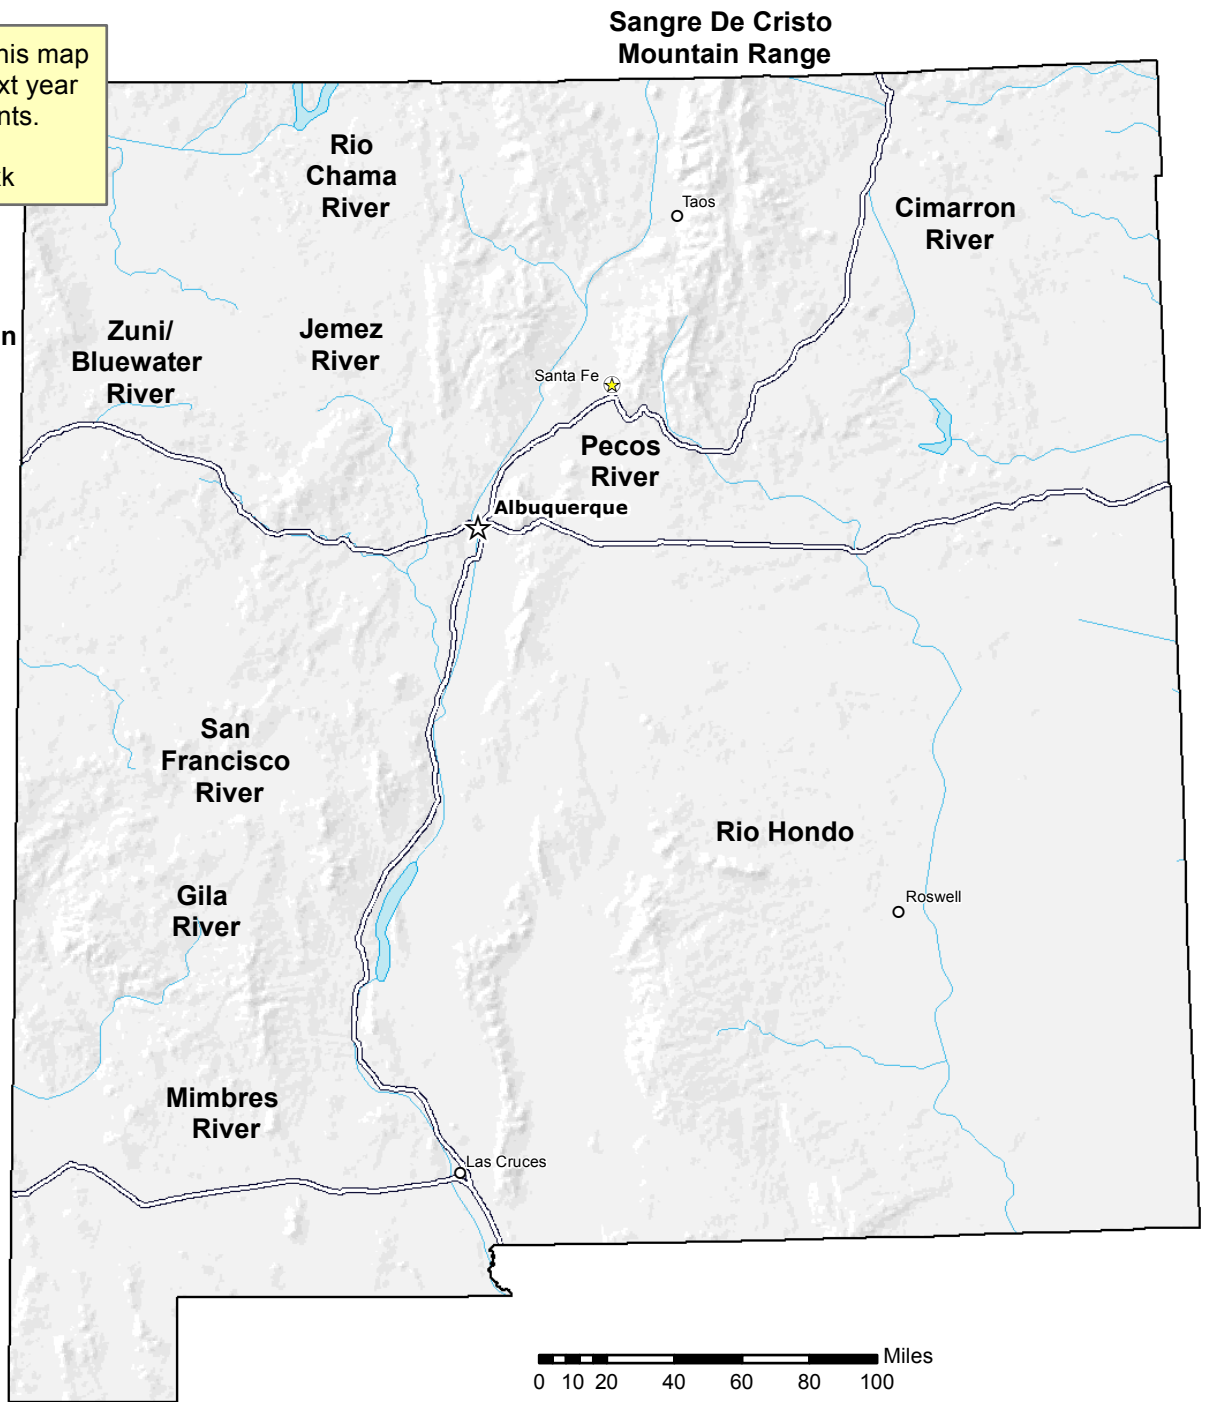 Sangre De Cristo
Mountain Range
his map
xt year
nts.
k
Rio
Chama
River
Taos
Cimarron
River
n
Zuni/
Bluewater
River
Jemez
River
Santa Fe
Pecos
River
Albuquerque
San
Francisco
River
Rio Hondo
Gila
River
Roswell
Mimbres
River
Las Cruces
Miles
0 10 20 40 60 80 100